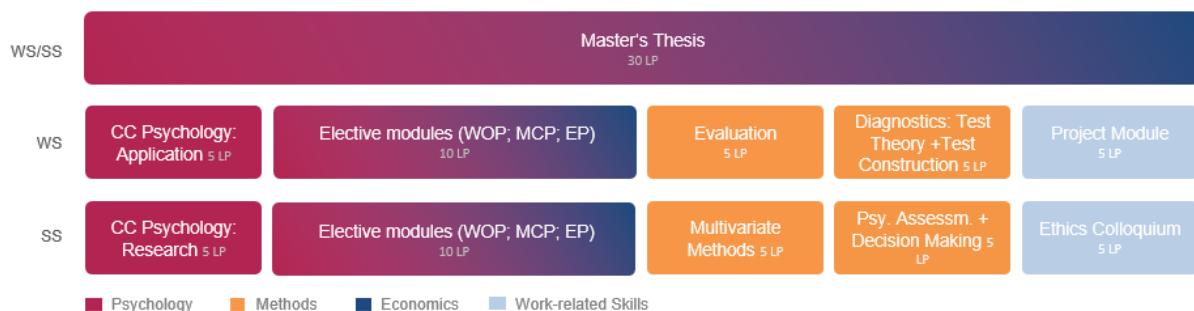 Master's Thesis
WS/SS
30 LP
CC Psychology:
Application 5 LP
Elective modules (WOP; MCP; EP)
10 LP
Evaluation
5 LP
Diagnostics: Test
Theory +Test
Construction 5 LP
Project Module
5 LP
WS
CC Psychology:
Research 5 LP
Elective modules (WOP; MCP; EP)
10 LP
Multivariate
Methods 5 LP
Psy. Assessm. +
Decision Making 5
LP
Ethics Colloquium
5 LP
SS
Psychology
Methods
Economics
Work-related Skills